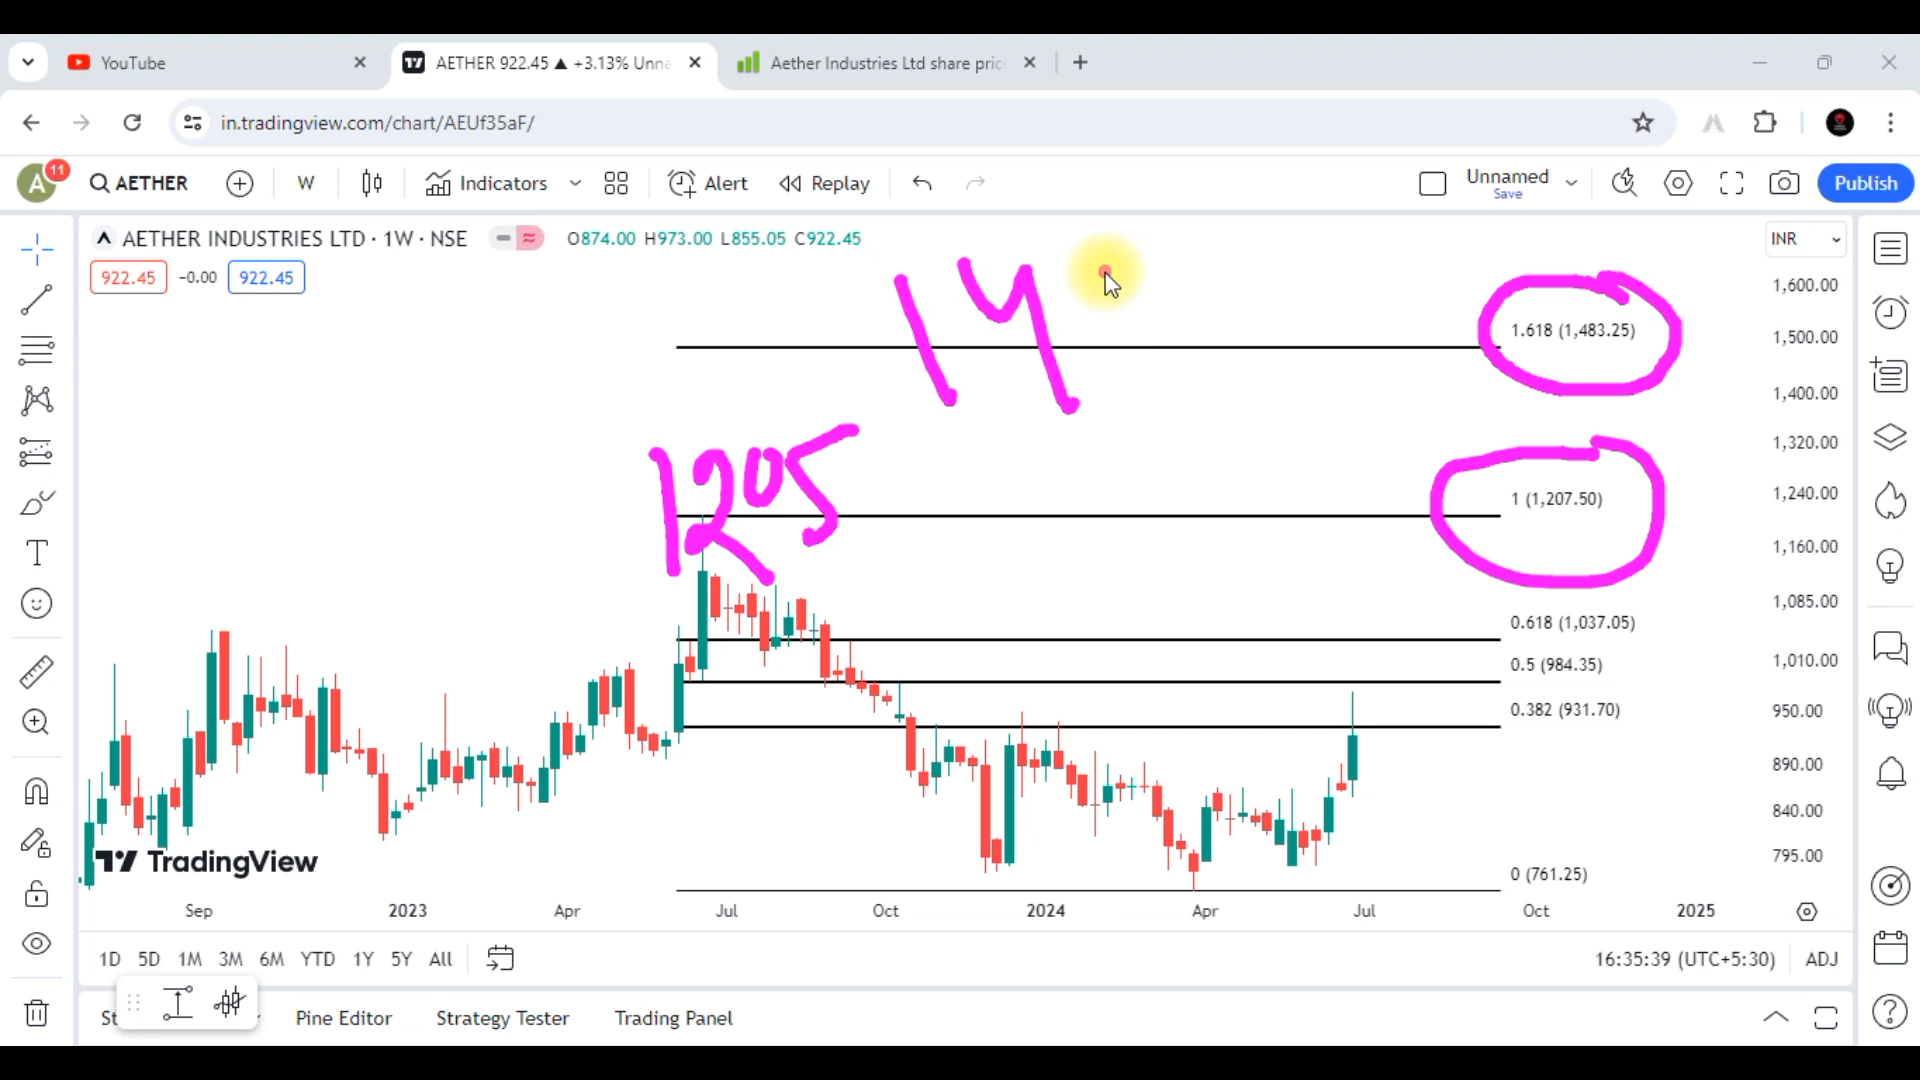 YouTube
AETHER 922.45 ▲ +3.13% Unna
Aether Industries Ltd share pric
in.tradingview.com/chart/AEUf35aF/
A
11
AETHER
W
Indicators
Alert
Replay
Unnamed
Save
Publish
AETHER INDUSTRIES LTD · 1W · NSE
O874.00 H973.00 L855.05 C922.45
INR
922.45
−0.00
922.45
14
1205
1.618 (1,483.25)
1 (1,207.50)
0.618 (1,037.05)
0.5 (984.35)
0.382 (931.70)
0 (761.25)
1,600.00
1,500.00
1,400.00
1,320.00
1,240.00
1,160.00
1,085.00
1,010.00
950.00
890.00
840.00
795.00
TradingView
Sep 2023 Apr Jul Oct 2024 Apr Jul Oct 2025
1D 5D 1M 3M 6M YTD 1Y 5Y All
16:35:39 (UTC+5:30) ADJ
St
Pine Editor
Strategy Tester
Trading Panel